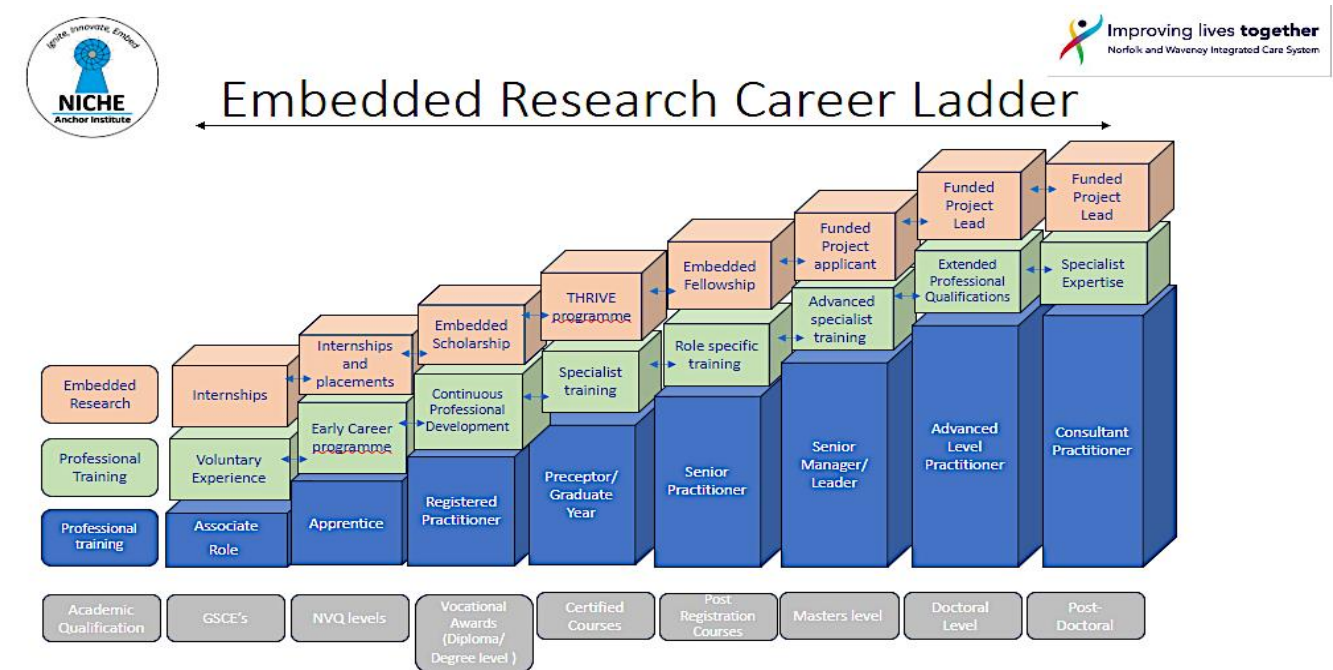 Ignite, Innovate, Embed
NICHE
Anchor Institute
Improving lives together
Norfolk and Waveney Integrated Care System
Embedded Research Career Ladder
Embedded
Research
Internships
Internships
and
placements
Embedded
Scholarship
THRIVE
programme
Embedded
Fellowship
Funded
Project
applicant
Funded
Project
Lead
Funded
Project
Lead
Professional
Training
Voluntary
Experience
Early Career
programme
Continuous
Professional
Development
Specialist
training
Role specific
training
Advanced
specialist
training
Extended
Professional
Qualifications
Specialist
Expertise
Professional
training
Associate
Role
Apprentice
Registered
Practitioner
Preceptor/
Graduate
Year
Senior
Practitioner
Senior
Manager/
Leader
Advanced
Level
Practitioner
Consultant
Practitioner
Academic
Qualification
GSCE's
NVQ levels
Vocational
Awards
(Diploma/
Degree level )
Certified
Courses
Post
Registration
Courses
Masters level
Doctoral
Level
Post-
Doctoral